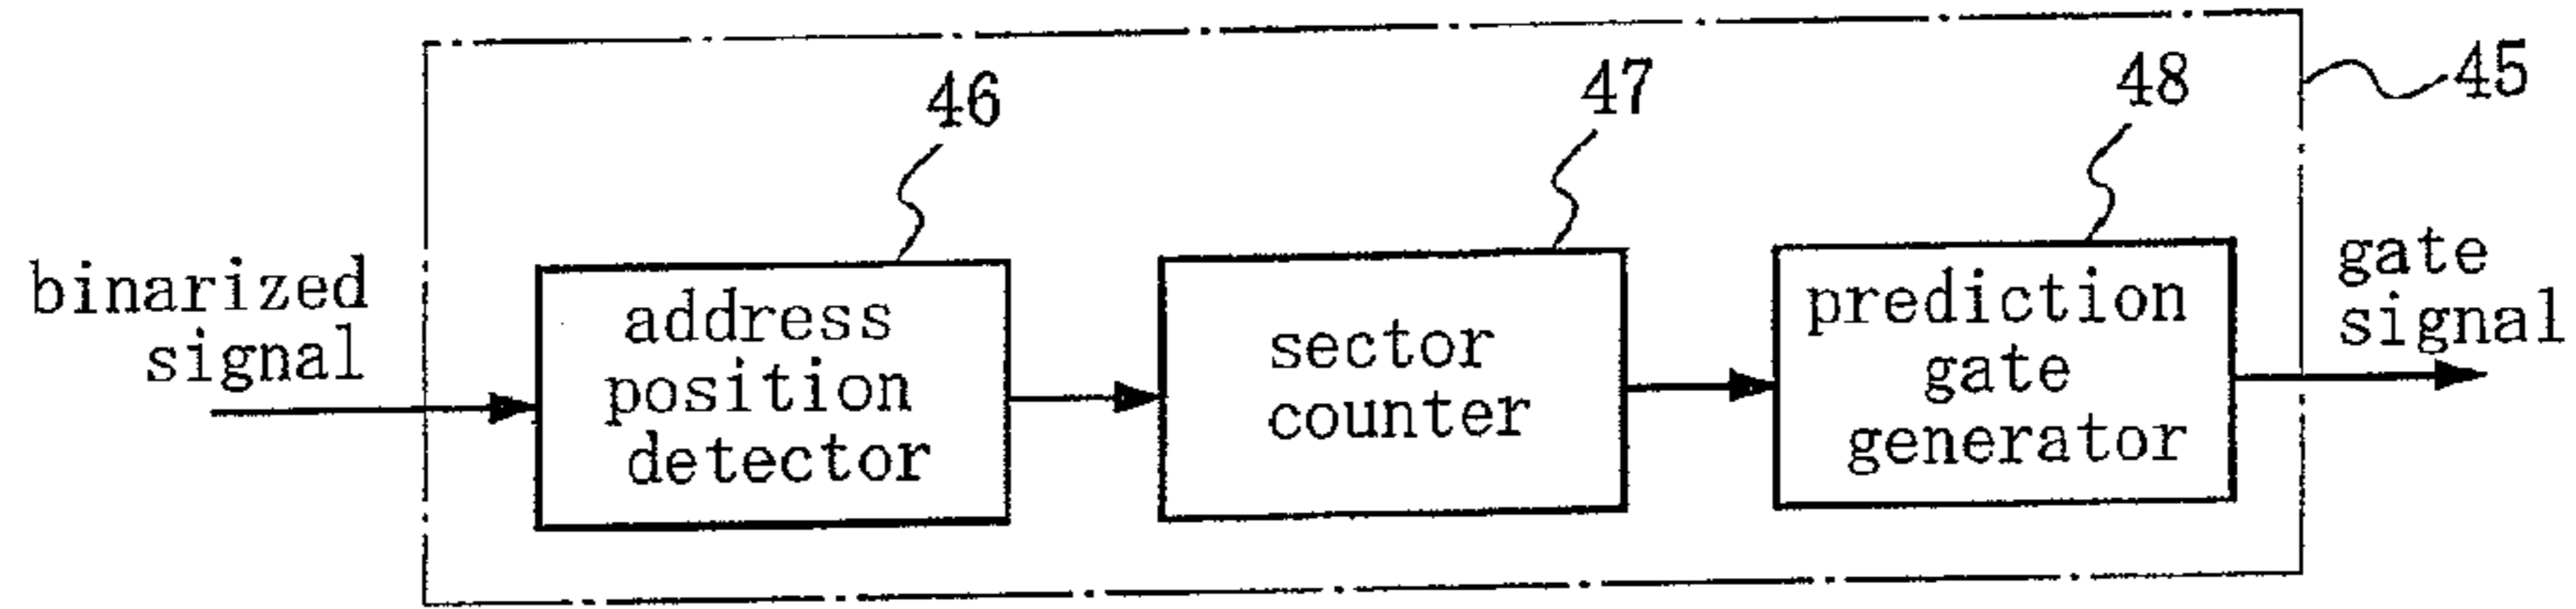 45
46
47
48
binarized
signal
address
position
detector
sector
counter
prediction
gate
generator
gate
signal